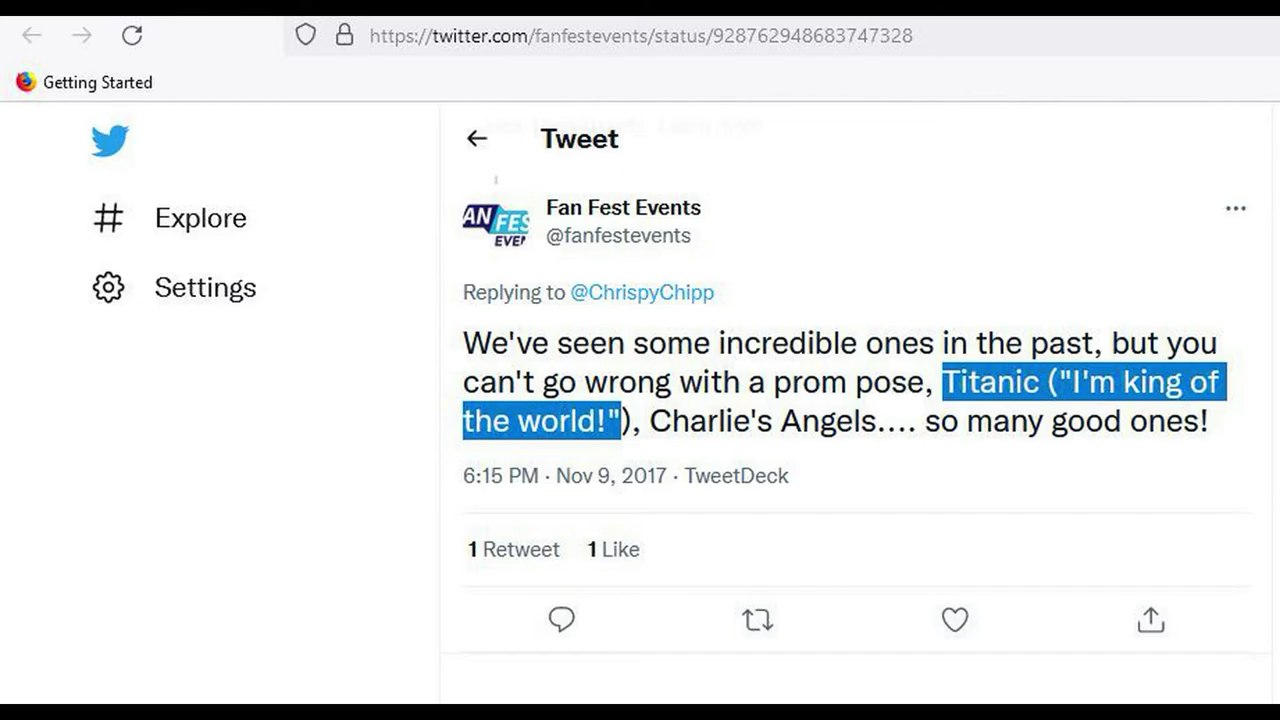 https://twitter.com/fanfestevents/status/928762948683747328
Getting Started
Tweet
Explore
Settings
AN FES
EVEN
Fan Fest Events
@fanfestevents
Replying to @ChrispyChipp
We've seen some incredible ones in the past, but you
can't go wrong with a prom pose, Titanic ("I'm king of
the world!"), Charlie's Angels.... so many good ones!
6:15 PM · Nov 9, 2017 · TweetDeck
1 Retweet 1 Like